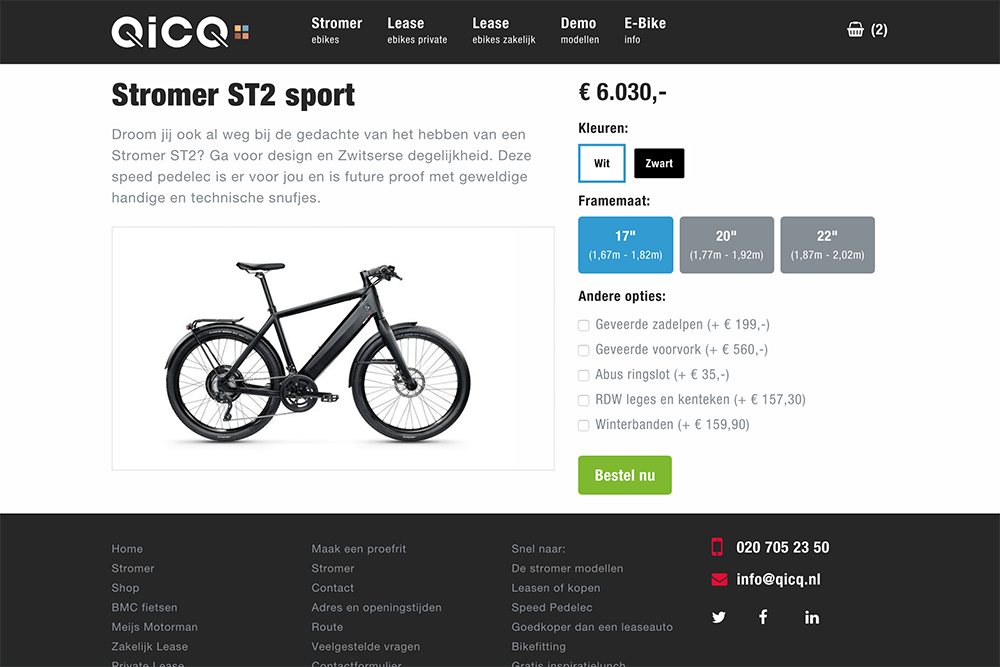 QiCQ
Stromer
ebikes
Lease
ebikes private
Lease
ebikes zakelijk
Demo
modellen
E-Bike
info
(2)
Stromer ST2 sport
Droom jij ook al weg bij de gedachte van het hebben van een
Stromer ST2? Ga voor design en Zwitserse degelijkheid. Deze
speed pedelec is er voor jou en is future proof met geweldige
handige en technische snufjes.
€ 6.030,-
Kleuren:
Wit
Zwart
Framemaat:
17"
(1,67m - 1,82m)
20"
(1,77m - 1,92m)
22"
(1,87m - 2,02m)
Andere opties:
Geveerde zadelpen (+ € 199,-)
Geveerde voorvork (+ € 560,-)
Abus ringslot (+ € 35,-)
RDW leges en kenteken (+ € 157,30)
Winterbanden (+ € 159,90)
Bestel nu
Home
Stromer
Shop
BMC fietsen
Meijs Motorman
Zakelijk Lease
Private Lease
Maak een proefrit
Stromer
Contact
Adres en openingstijden
Route
Veelgestelde vragen
Contactformulier
Snel naar:
De stromer modellen
Leasen of kopen
Speed Pedelec
Goedkoper dan een leaseauto
Bikefitting
Gratis inspiratielunch
020 705 23 50
info@qicq.nl